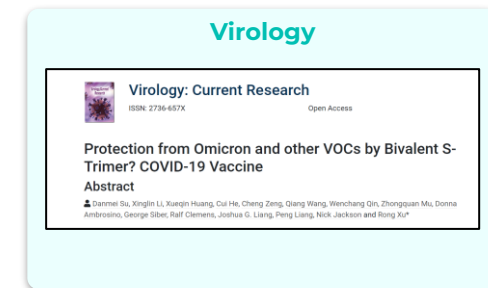 Virology
Virology: Current Research
ISSN: 2736-657X Open Access
Protection from Omicron and other VOCs by Bivalent S-
Trimer? COVID-19 Vaccine
Abstract
Danmei Su, Xinglin Li, Xueqin Huang, Cui He, Cheng Zeng, Qiang Wang, Wenchang Qin, Zhongquan Mu, Donna
Ambrosino, George Siber, Ralf Clemens, Joshua G. Liang, Peng Liang, Nick Jackson and Rong Xu*